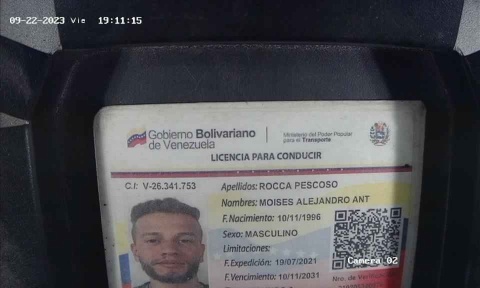 09-22-2023 Vie 19:11:15
Gobierno Bolivariano
de Venezuela
Ministerio del Poder Popular
para el Transporte
LICENCIA PARA CONDUCIR
C.I: V-26.341.753
Apellidos: ROCCA PESCOSO
Nombres: MOISES ALEJANDRO ANT
F.Nacimiento: 10/11/1996
Sexo: MASCULINO
Limitaciones:
F.Expedición: 19/07/2021
F.Vencimiento: 10/11/2031
Camera 02
Nro. de